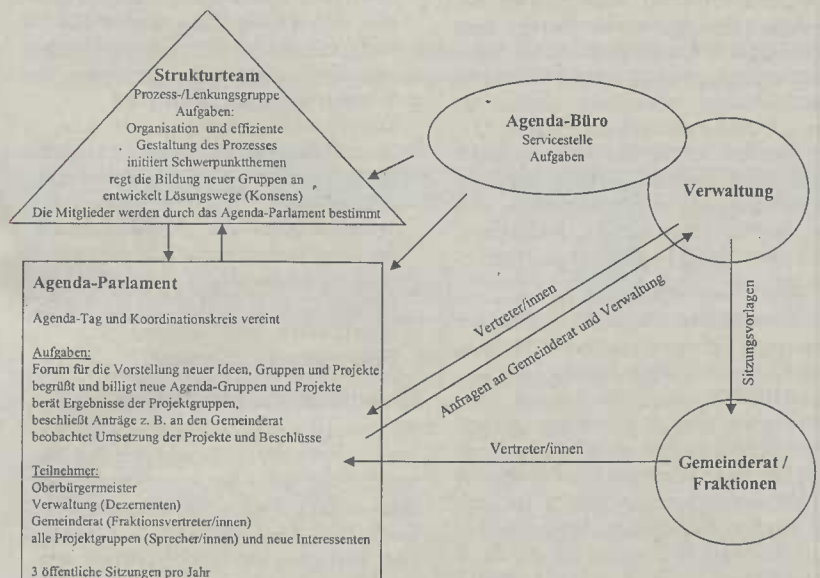 Strukturteam
Prozess-/Lenkungsgruppe
Aufgaben:
Organisation und effiziente
Gestaltung des Prozesses
initiiert Schwerpunktthemen
regt die Bildung neuer Gruppen an
entwickelt Lösungswege (Konsens)
Die Mitglieder werden durch das Agenda-Parlament bestimmt
Agenda-Büro
Servicestelle
Aufgaben
Verwaltung
Agenda-Parlament
Agenda-Tag und Koordinationskreis vereint
Aufgaben:
Forum für die Vorstellung neuer Ideen, Gruppen und Projekte
begrüßt und billigt neue Agenda-Gruppen und Projekte
berät Ergebnisse der Projektgruppen,
beschließt Anträge z. B. an den Gemeinderat
beobachtet Umsetzung der Projekte und Beschlüsse
Teilnehmer:
Oberbürgermeister
Verwaltung (Dezernenten)
Gemeinderat (Fraktionsvertreter/innen)
alle Projektgruppen (Sprecher/innen) und neue Interessenten
3 öffentliche Sitzungen pro Jahr
Vertreter/innen
Anfragen an Gemeinderat und Verwaltung
Sitzungsvorlagen
Vertreter/innen
Gemeinderat /
Fraktionen